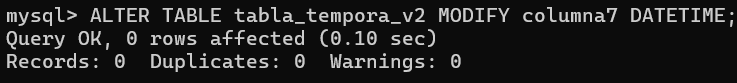 mysql> ALTER TABLE tabla_tempora_v2 MODIFY columna7 DATETIME;
Query OK, 0 rows affected (0.10 sec)
Records: 0  Duplicates: 0  Warnings: 0